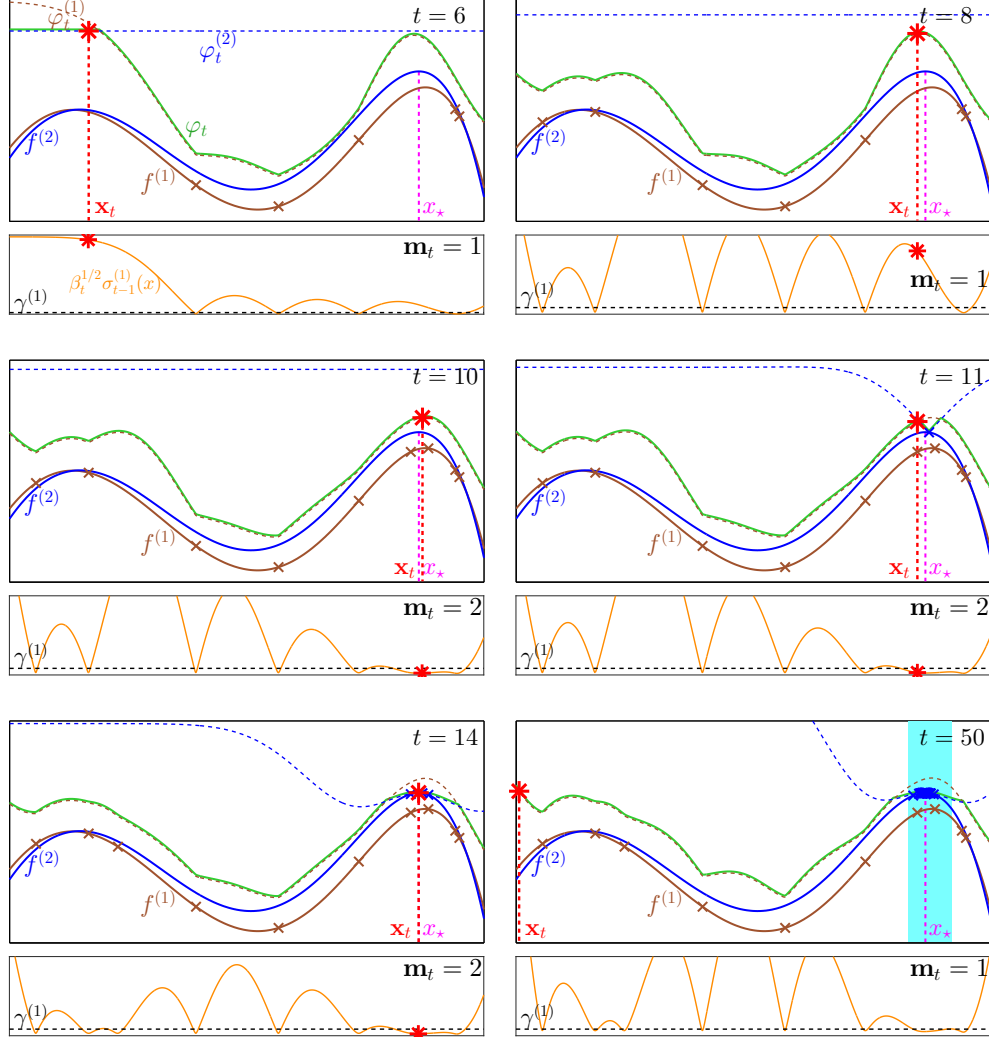 φ_t^{(1)} t = 6
φ_t^{(2)}
φ_t
f^{(2)}
f^{(1)}
x_t x_⋆
m_t = 1
β_t^{1/2} σ_{t−1}^{(1)}(x)
γ^{(1)}
t = 8
f^{(2)}
f^{(1)}
x_t x_⋆
γ^{(1)} m_t = 1
t = 10
f^{(2)}
f^{(1)}
x_t x_⋆
m_t = 2
γ^{(1)}
t = 11
f^{(2)}
f^{(1)}
x_t x_⋆
m_t = 2
γ^{(1)}
t = 14
f^{(2)}
f^{(1)}
x_t x_⋆
m_t = 2
γ^{(1)}
t = 50
f^{(2)}
f^{(1)}
x_t x_⋆
m_t = 1
γ^{(1)}